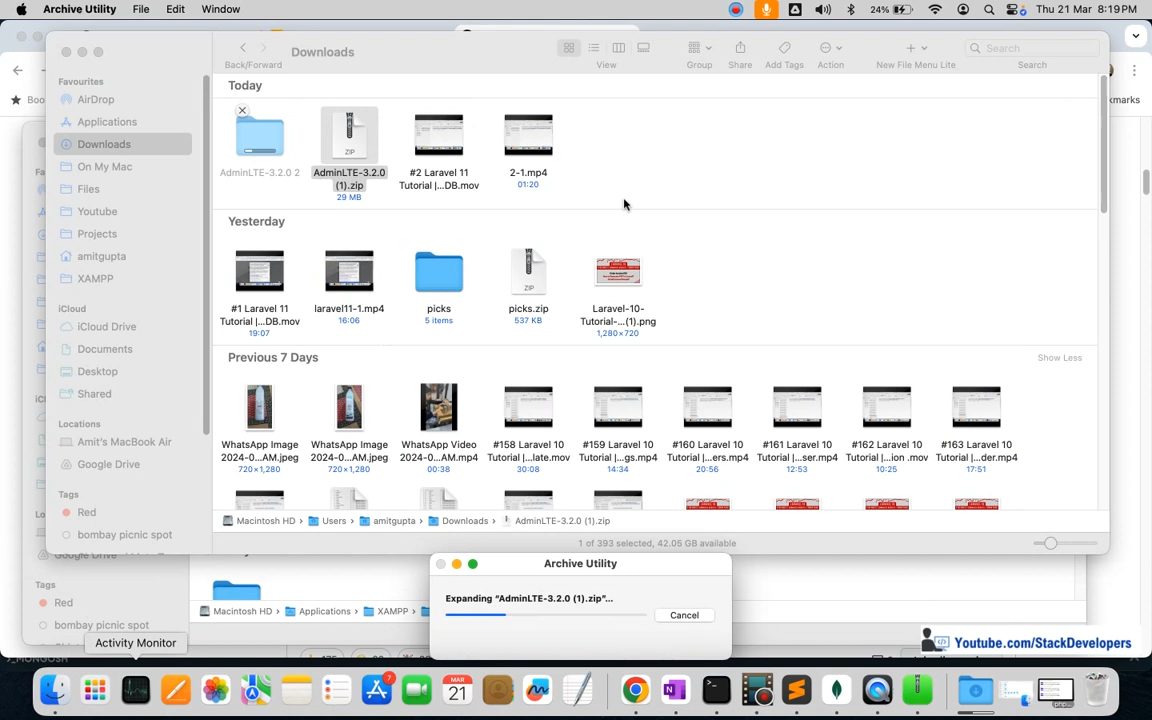 Archive Utility File Edit Window 24% Thu 21 Mar 8:19 PM
Downloads
Back/Forward View Group Share Add Tags Action New File Menu Lite Search
Search
Favourites
AirDrop
Applications
Downloads
On My Mac
Files
Youtube
Projects
amitgupta
XAMPP
iCloud
iCloud Drive
Documents
Desktop
Shared
Locations
Amit's MacBook Air
Google Drive
Tags
Red
bombay picnic spot
Today
AdminLTE-3.2.0 2
ZIP
AdminLTE-3.2.0
(1).zip
29 MB
#2 Laravel 11
Tutorial |...DB.mov
2-1.mp4
01:20
Yesterday
#1 Laravel 11
Tutorial |...DB.mov
19:07
laravel11-1.mp4
16:06
picks
5 items
ZIP
picks.zip
537 KB
Laravel-10-
Tutorial-...(1).png
1,280×720
Previous 7 Days Show Less
WhatsApp Image
2024-0...AM.jpeg
720×1,280
WhatsApp Image
2024-0...AM.jpeg
720×1,280
WhatsApp Video
2024-0...AM.mp4
00:38
#158 Laravel 10
Tutorial |...late.mov
30:08
#159 Laravel 10
Tutorial |...gs.mp4
14:34
#160 Laravel 10
Tutorial |...ers.mp4
20:56
#161 Laravel 10
Tutorial |...ser.mp4
12:53
#162 Laravel 10
Tutorial |...ion .mov
10:25
#163 Laravel 10
Tutorial |...der.mp4
17:51
Macintosh HD › Users › amitgupta › Downloads › AdminLTE-3.2.0 (1).zip
1 of 393 selected, 42.05 GB available
Archive Utility
Expanding “AdminLTE-3.2.0 (1).zip”...
Cancel
Google Drive
Tags
Red
bombay picnic spot
Macintosh HD › Applications › XAMPP ›
Activity Monitor
Youtube.com/StackDevelopers
MAR
21
7